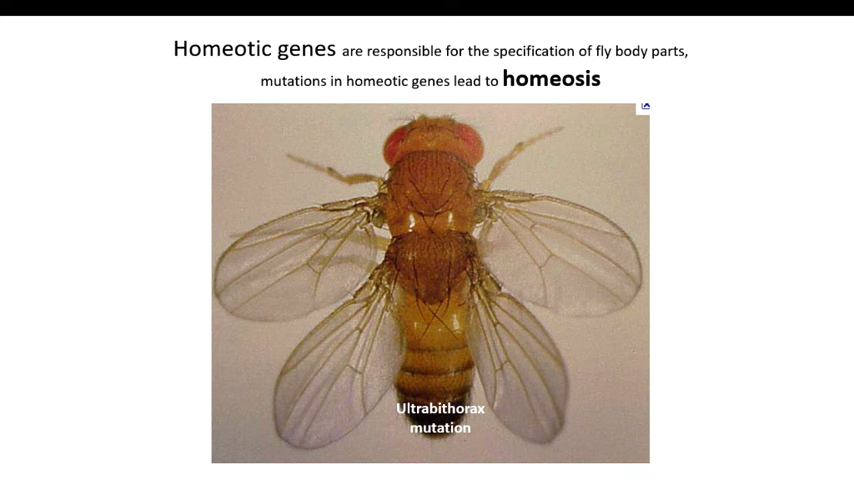 Homeotic genes are responsible for the specification of fly body parts,
mutations in homeotic genes lead to homeosis
Ultrabithorax
mutation